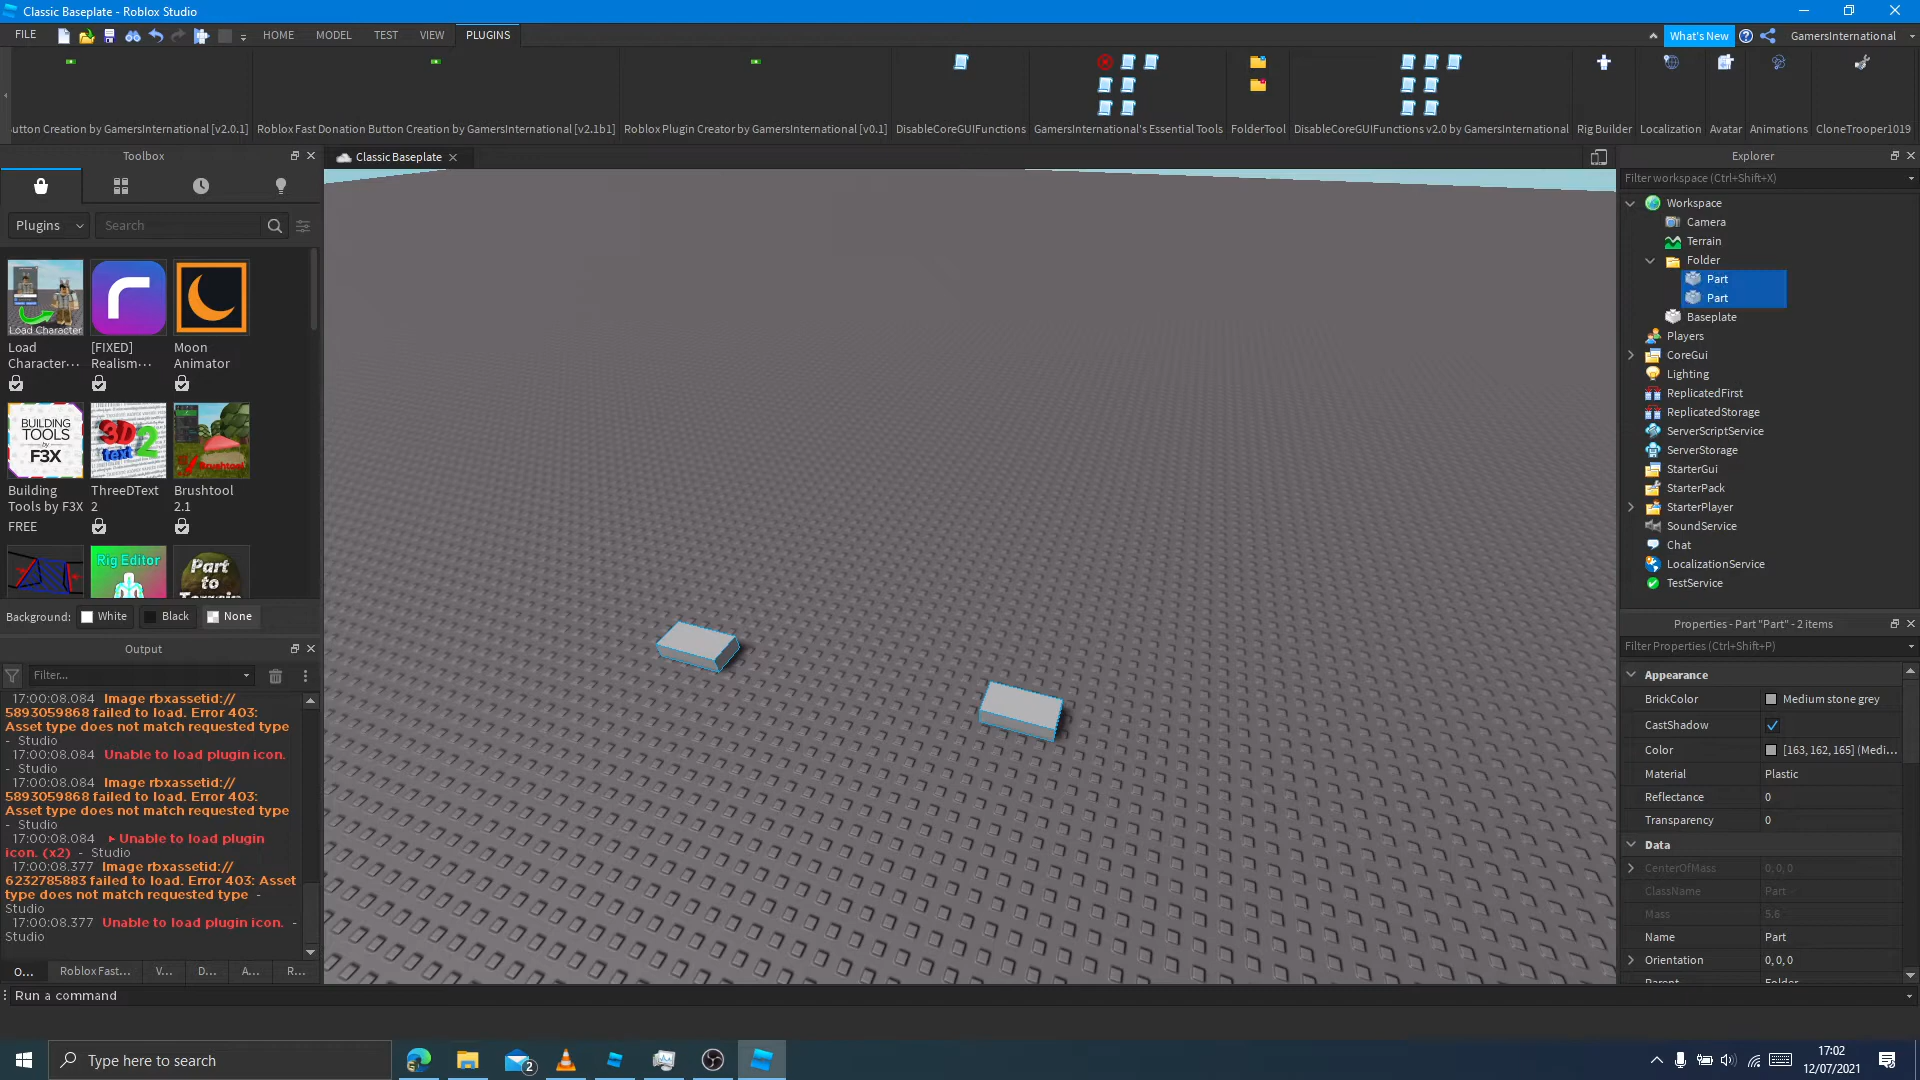 Classic Baseplate - Roblox Studio
FILE
HOME
MODEL
TEST
VIEW
PLUGINS
What's New
GamersInternational
utton Creation by GamersInternational [v2.0.1]
Roblox Fast Donation Button Creation by GamersInternational [v2.1b1]
Roblox Plugin Creator by GamersInternational [v0.1]
DisableCoreGUIFunctions
GamersInternational's Essential Tools
FolderTool
DisableCoreGUIFunctions v2.0 by GamersInternational
Rig Builder
Localization
Avatar
Animations
CloneTrooper1019
Toolbox
Plugins
Search
Load Character
Load
Character···
[FIXED]
Realism···
Moon
Animator
BUILDING
TOOLS
by
F3X
3D
text 2
Brushtool
Building
Tools by F3X
FREE
ThreeDText
2
Brushtool
2.1
Rig Editor
Part
to
Terrain
Background:
White
Black
None
Output
Filter...
17:00:08.084 Image rbxassetid://
5893059868 failed to load. Error 403:
Asset type does not match requested type
- Studio
17:00:08.084 Unable to load plugin icon.
- Studio
17:00:08.084 Image rbxassetid://
5893059868 failed to load. Error 403:
Asset type does not match requested type
- Studio
17:00:08.084 ▸ Unable to load plugin
icon. (x2) - Studio
17:00:08.377 Image rbxassetid://
6232785883 failed to load. Error 403: Asset
type does not match requested type -
Studio
17:00:08.377 Unable to load plugin icon. -
Studio
O...
Roblox Fast...
V...
D...
A...
R...
Run a command
Classic Baseplate
Explorer
Filter workspace (Ctrl+Shift+X)
Workspace
Camera
Terrain
Folder
Part
Part
Baseplate
Players
CoreGui
Lighting
ReplicatedFirst
ReplicatedStorage
ServerScriptService
ServerStorage
StarterGui
StarterPack
StarterPlayer
SoundService
Chat
LocalizationService
TestService
Properties - Part "Part" - 2 items
Filter Properties (Ctrl+Shift+P)
Appearance
BrickColor Medium stone grey
CastShadow
Color [163, 162, 165] (Medi...
Material Plastic
Reflectance 0
Transparency 0
Data
CenterOfMass 0, 0, 0
ClassName Part
Mass 5.6
Name Part
Orientation 0, 0, 0
Parent Folder
Type here to search
2
17:02
12/07/2021